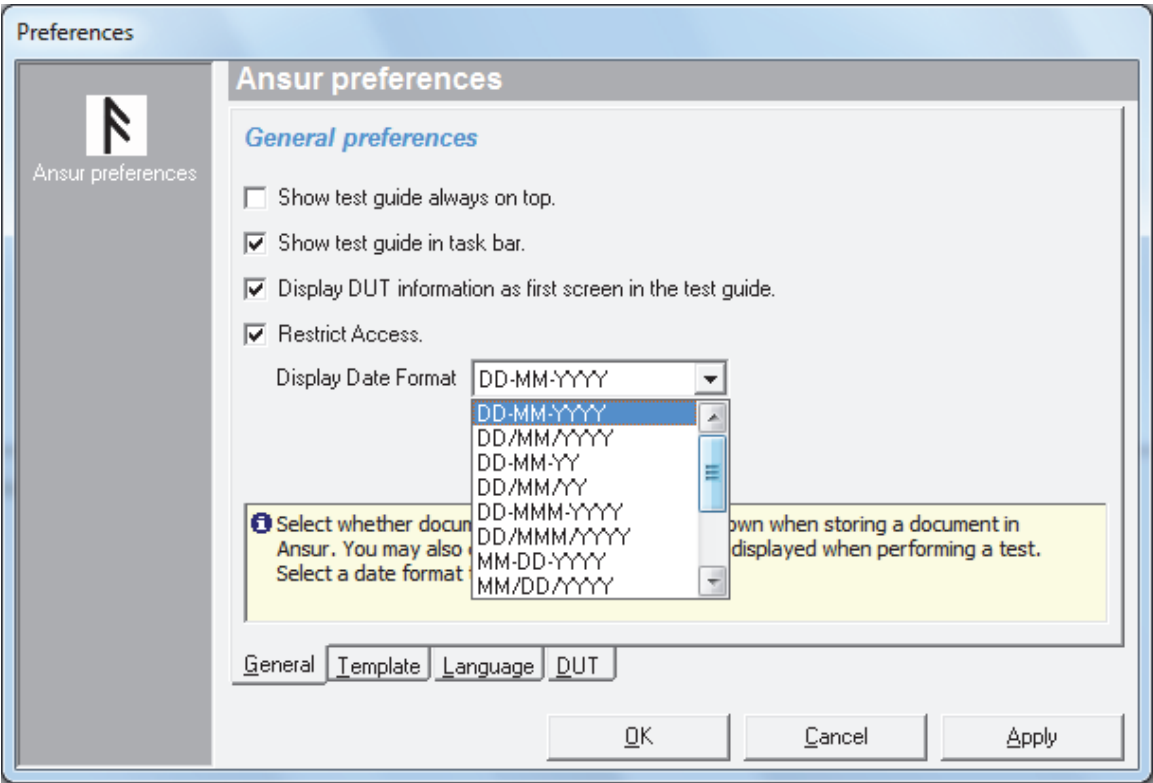 Preferences
Ansur preferences
Ansur preferences
General preferences
Show test guide always on top.
Show test guide in task bar.
Display DUT information as first screen in the test guide.
Restrict Access.
Display Date Format DD-MM-YYYY
DD-MM-YYYY
DD/MM/YYYY
DD-MM-YY
DD/MM/YY
DD-MMM-YYYY
DD/MMM/YYYY
MM-DD-YYYY
MM/DD/YYYY
Select whether when storing a document in
Ansur. You may also displayed when performing a test.
Select a date format
General Template Language DUT
OK Cancel Apply